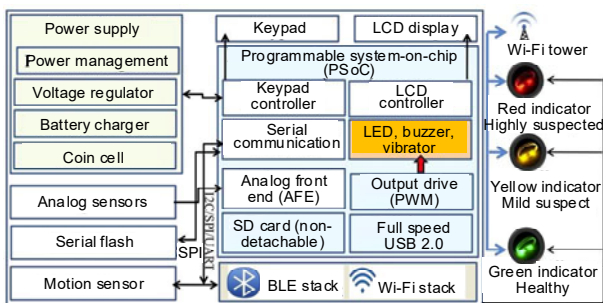 Power supply
Power management
Voltage regulator
Battery charger
Coin cell
Analog sensors
Serial flash
Motion sensor
SPI
I2C/SPI/UART
Keypad
LCD display
Programmable system-on-chip
(PSoC)
Keypad
controller
LCD
controller
Serial
communication
LED, buzzer,
vibrator
Analog front
end (AFE)
Output drive
(PWM)
SD card (non-
detachable)
Full speed
USB 2.0
BLE stack
Wi-Fi stack
Wi-Fi tower
Red indicator
Highly suspected
Yellow indicator
Mild suspect
Green indicator
Healthy